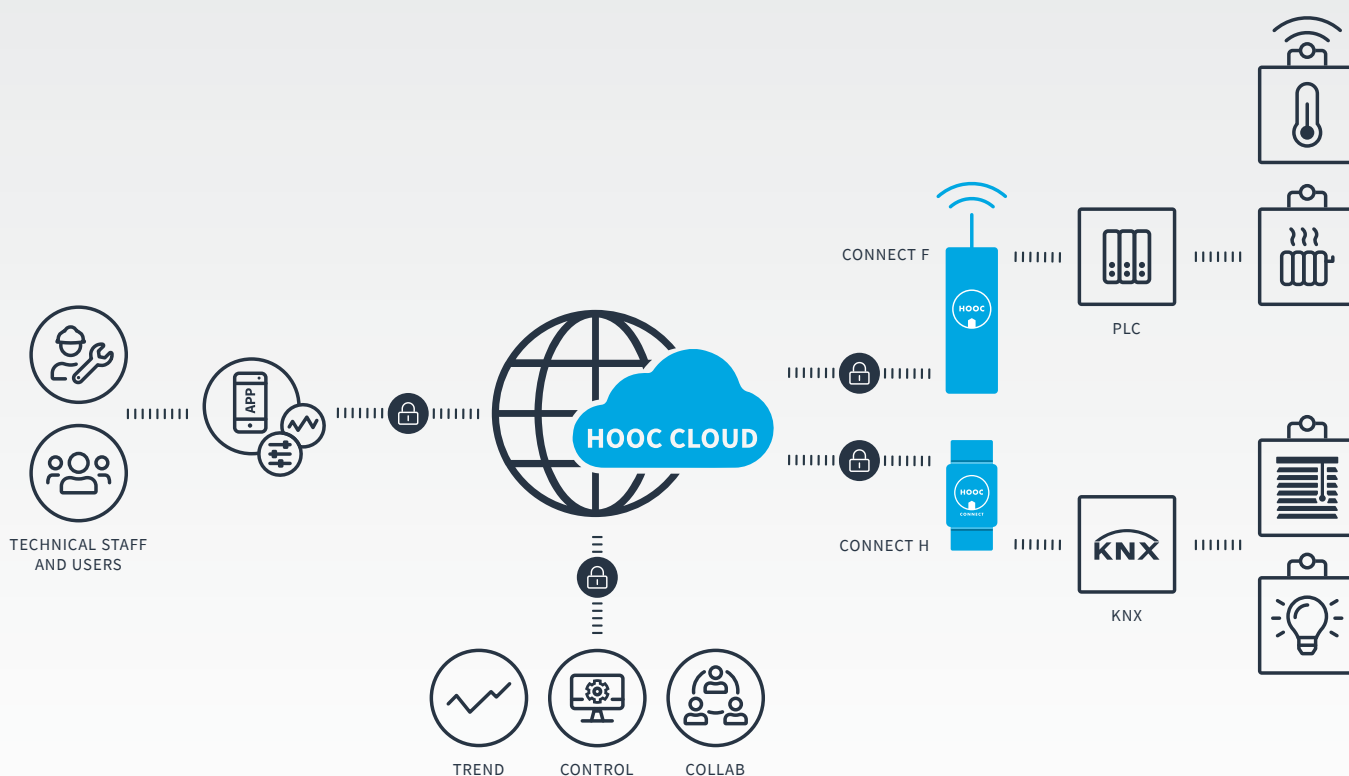 CONNECT F
HOOC
PLC
APP
HOOC CLOUD
HOOC
CONNECT
TECHNICAL STAFF
AND USERS
CONNECT H
KNX
KNX
TREND
CONTROL
COLLAB